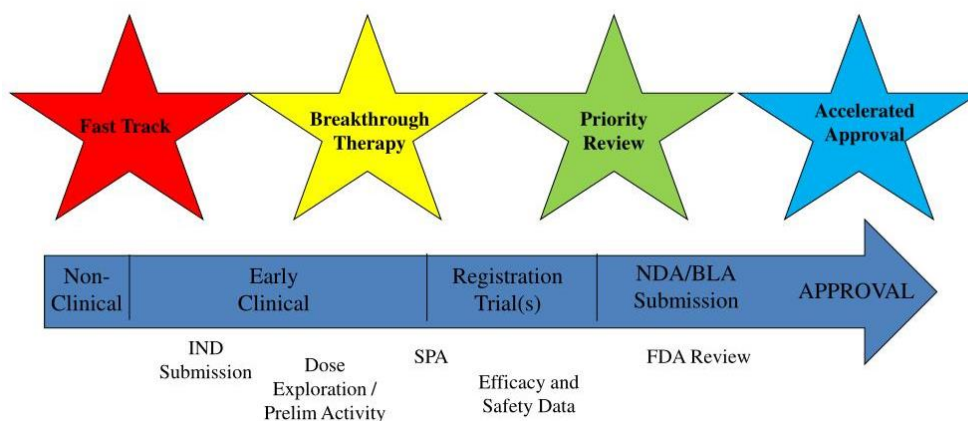 Fast Track
Breakthrough
Therapy
Priority
Review
Accelerated
Approval
Non-
Clinical
Early
Clinical
Registration
Trial(s)
NDA/BLA
Submission
APPROVAL
IND
Submission
Dose
Exploration /
Prelim Activity
SPA
Efficacy and
Safety Data
FDA Review